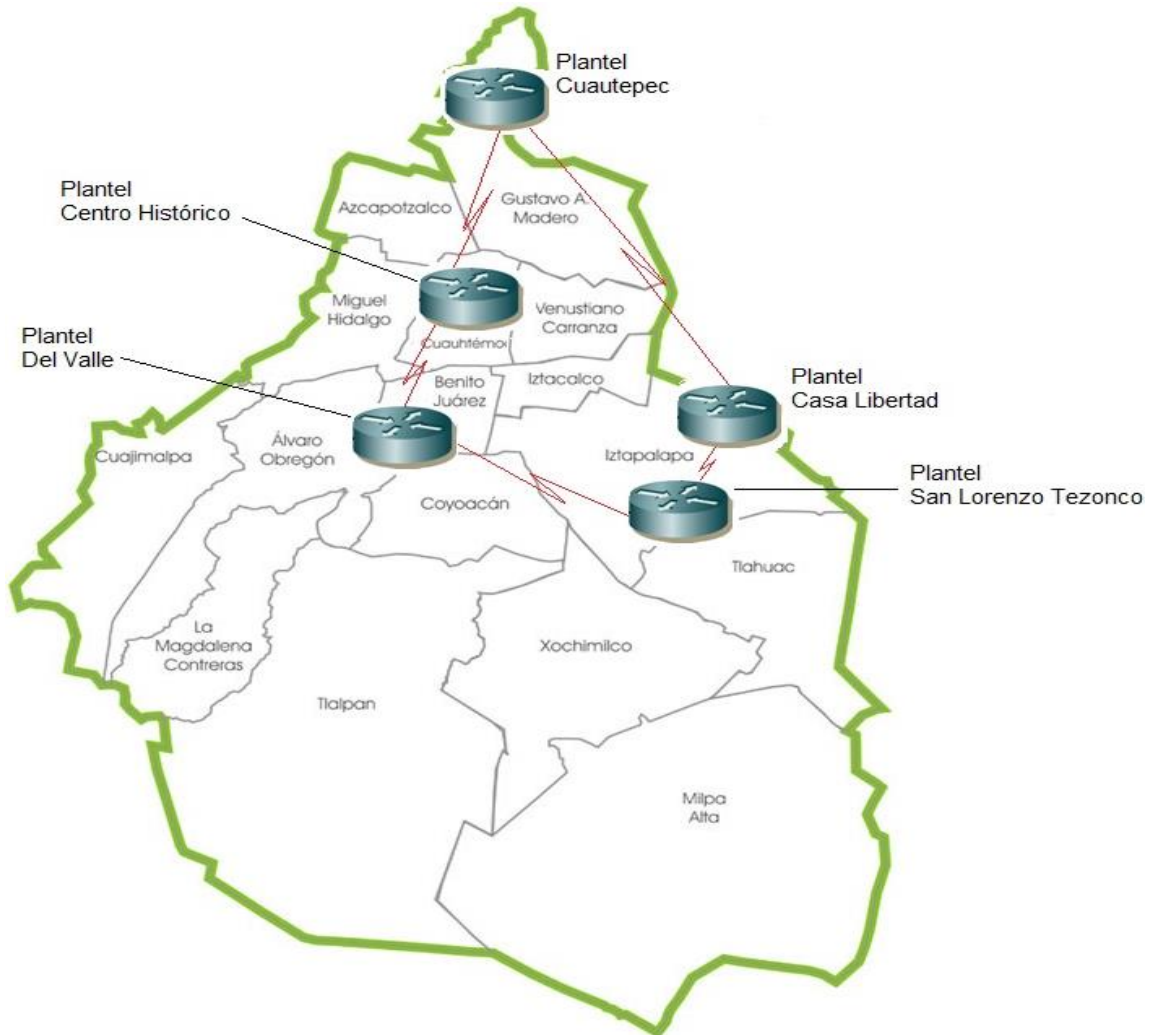 Plantel
Cuautepec
Plantel
Centro Histórico
Azcapotzalco
Gustavo A.
Madero
Miguel
Hidalgo
Venustiano
Carranza
Cuauhtémoc
Plantel
Del Valle
Benito
Juárez
Iztacalco
Plantel
Casa Libertad
Cuajimalpa
Álvaro
Obregón
Iztapalapa
Plantel
San Lorenzo Tezonco
Coyoacán
Tlahuac
La
Magdalena
Contreras
Xochimilco
Tlalpan
Milpa
Alta